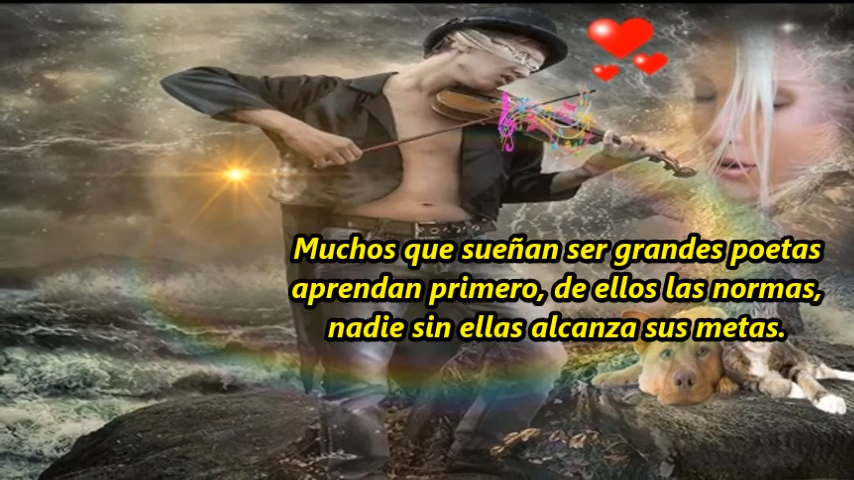 Muchos que sueñan ser grandes poetas
aprendan primero, de ellos las normas,
nadie sin ellas alcanza sus metas.